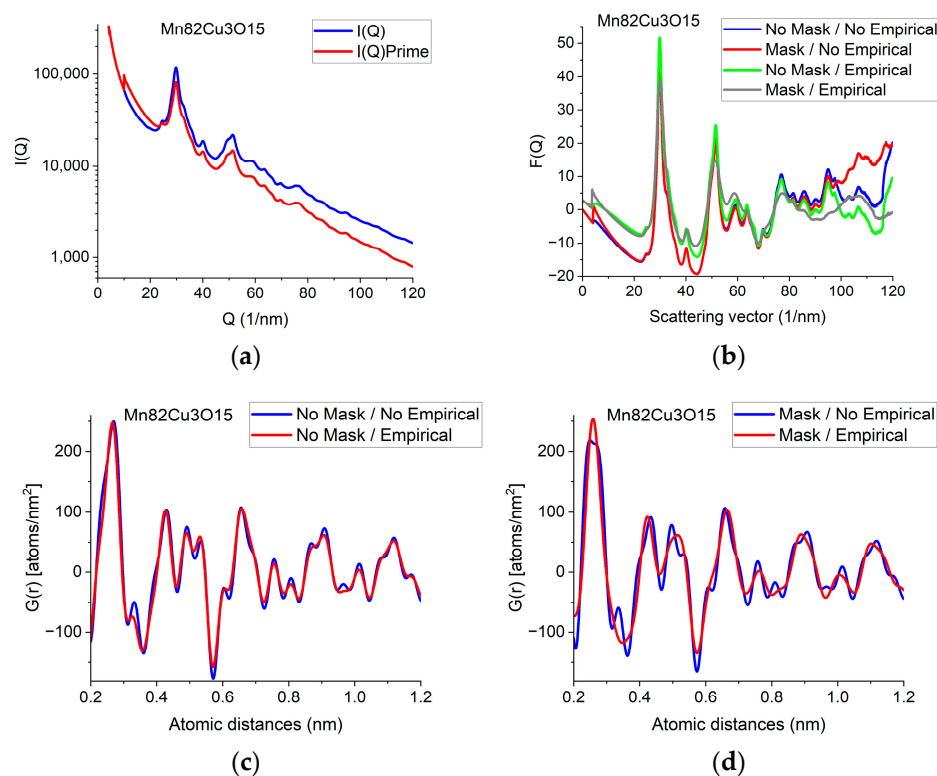 Mn82Cu3O15
I(Q)
I(Q)Prime
100,000
10,000
1,000
I(Q)
0 20 40 60 80 100 120
Q (1/nm)
(a)
Mn82Cu3O15
No Mask / No Empirical
Mask / No Empirical
No Mask / Empirical
Mask / Empirical
60
50
40
30
20
10
0
−10
−20
F(Q)
0 20 40 60 80 100 120
Scattering vector (1/nm)
(b)
Mn82Cu3O15
No Mask / No Empirical
No Mask / Empirical
200
100
0
−100
G(r) [atoms/nm²]
0.2 0.4 0.6 0.8 1.0 1.2
Atomic distances (nm)
(c)
Mn82Cu3O15
Mask / No Empirical
Mask / Empirical
200
100
0
−100
G(r) [atoms/nm²]
0.2 0.4 0.6 0.8 1.0 1.2
Atomic distances (nm)
(d)